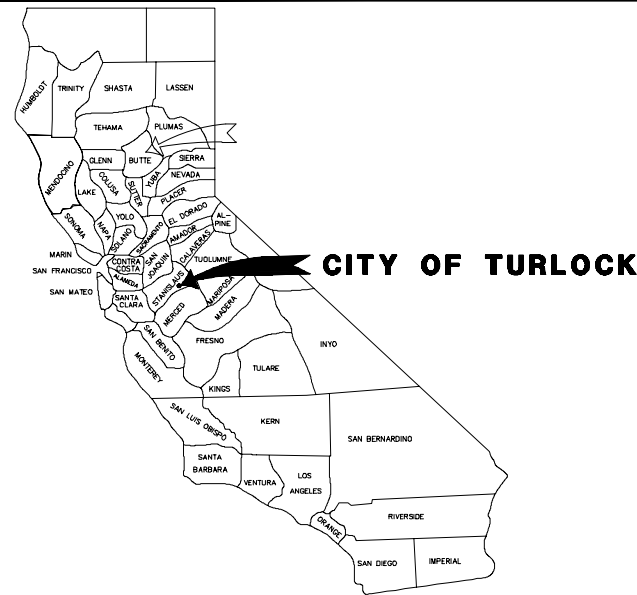 HUMBOLDT
TRINITY
SHASTA
LASSEN
TEHAMA
PLUMAS
MENDOCINO
GLENN
BUTTE
SIERRA
LAKE
COLUSA
SUTTER
YUBA
NEVADA
PLACER
SONOMA
NAPA
YOLO
SOLANO
SACRAMENTO
EL DORADO
AMADOR
AL-
PINE
MARIN
CONTRA
COSTA
SAN
JOAQUIN
CALAVERAS
TUOLUMNE
CITY OF TURLOCK
SAN FRANCISCO
ALAMEDA
STANISLAUS
MARIPOSA
SAN MATEO
SANTA
CLARA
MERCED
MADERA
SAN BENITO
MONTEREY
FRESNO
INYO
TULARE
KINGS
SAN LUIS OBISPO
KERN
SAN BERNARDINO
SANTA
BARBARA
VENTURA
LOS
ANGELES
ORANGE
RIVERSIDE
SAN DIEGO
IMPERIAL